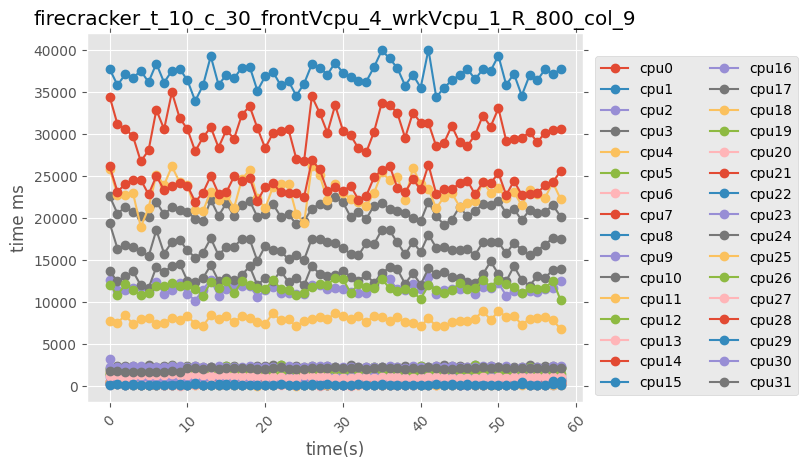 firecracker_t_10_c_30_frontVcpu_4_wrkVcpu_1_R_800_col_9
time ms
40000
35000
30000
25000
20000
15000
10000
5000
0
0
10
20
30
40
50
60
time(s)
cpu0
cpu1
cpu2
cpu3
cpu4
cpu5
cpu6
cpu7
cpu8
cpu9
cpu10
cpu11
cpu12
cpu13
cpu14
cpu15
cpu16
cpu17
cpu18
cpu19
cpu20
cpu21
cpu22
cpu23
cpu24
cpu25
cpu26
cpu27
cpu28
cpu29
cpu30
cpu31